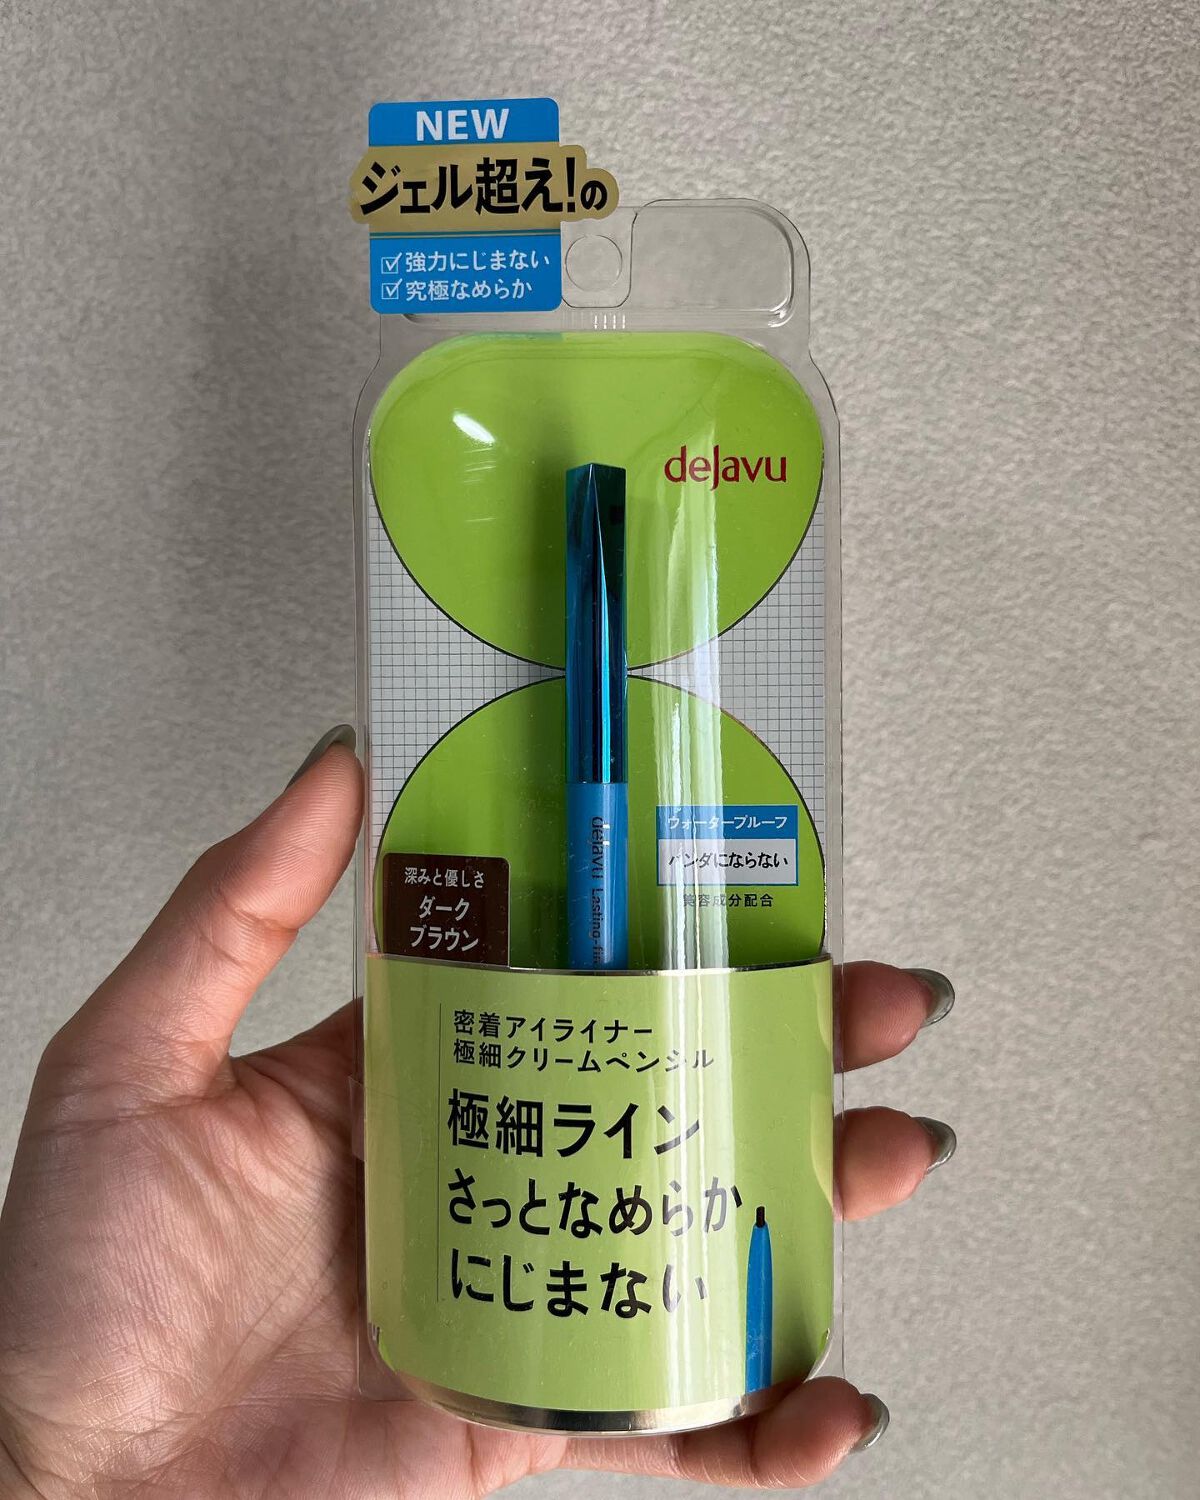 NEW
ジェル超え!の
☑強力ににじまない
☑究極なめらか
dejavu
dejavu Lasting-fin
ウォータープルーフ
パンダにならない
美容成分配合
深みと優しさ
ダーク
ブラウン
密着アイライナー
極細クリームペンシル
極細ライン
さっとなめらか
にじまない